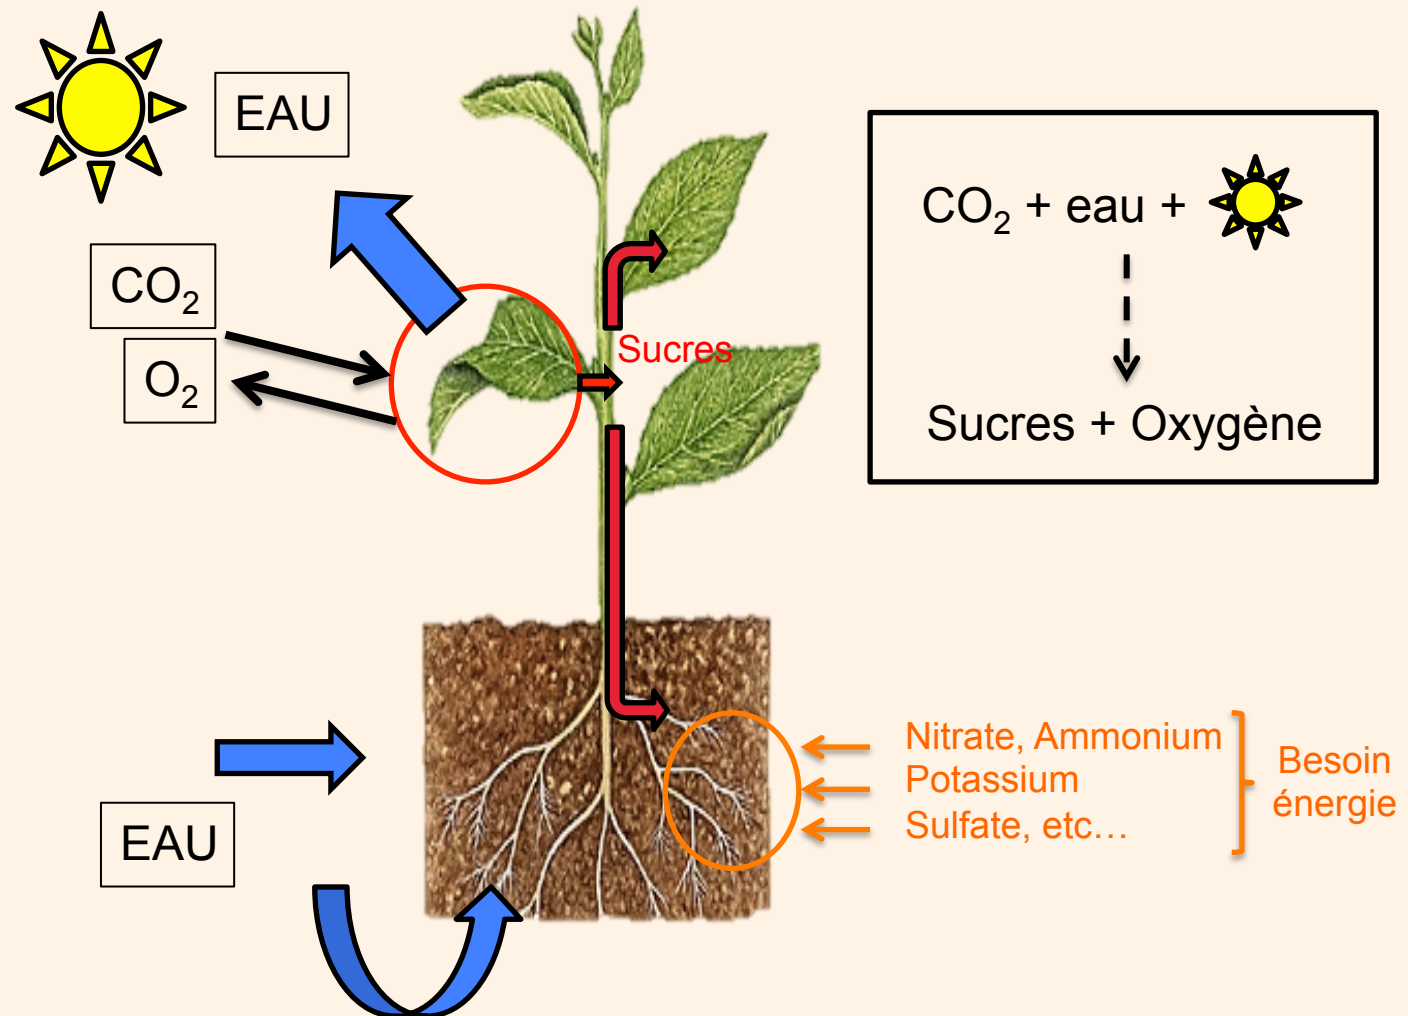 EAU
CO₂
O₂
Sucres
CO₂ + eau +
Sucres + Oxygène
EAU
Nitrate, Ammonium
Potassium
Sulfate, etc…
Besoin
énergie